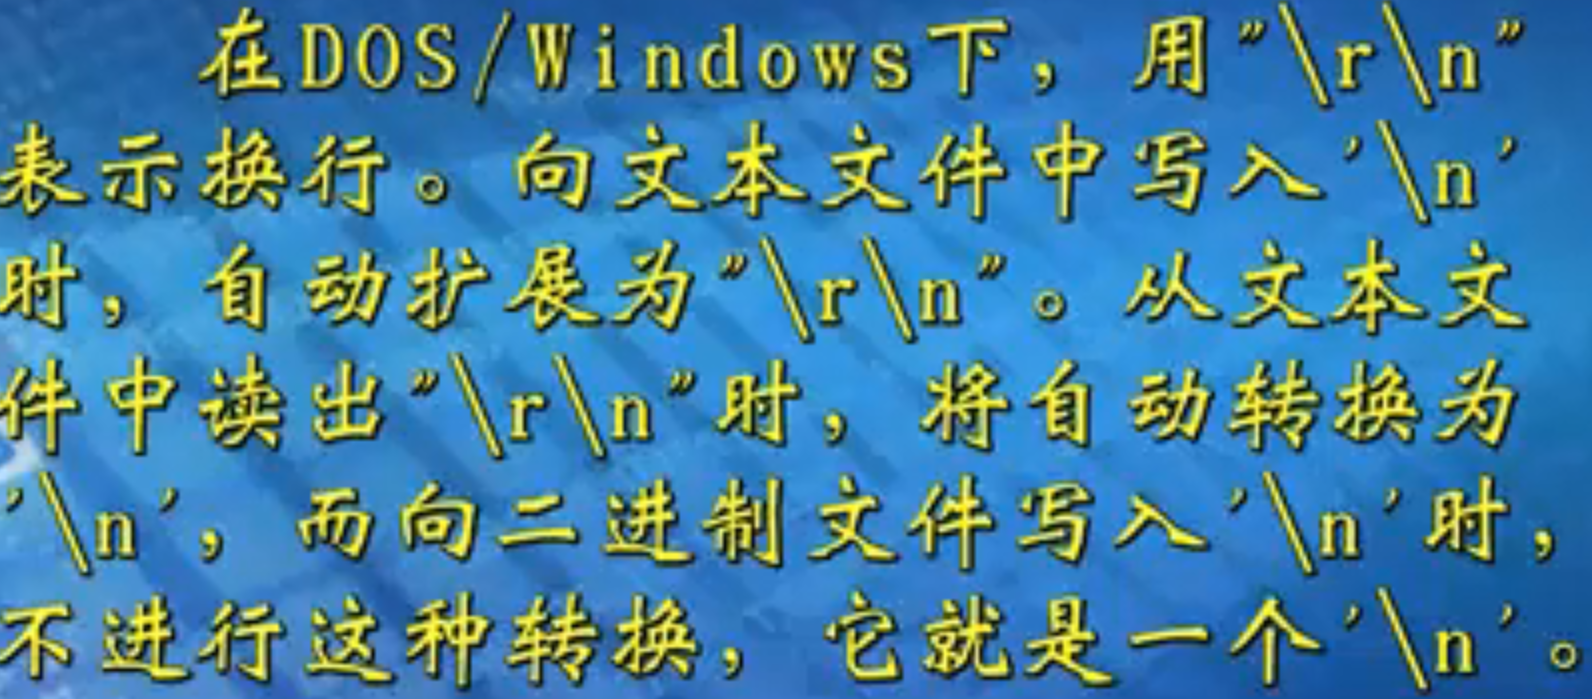 在DOS/Windows下，用"\r\n"
表示换行。向文本文件中写入'\n'
时，自动扩展为"\r\n"。从文本文
件中读出"\r\n"时，将自动转换为
'\n'，而向二进制文件写入'\n'时，
不进行这种转换，它就是一个'\n'。